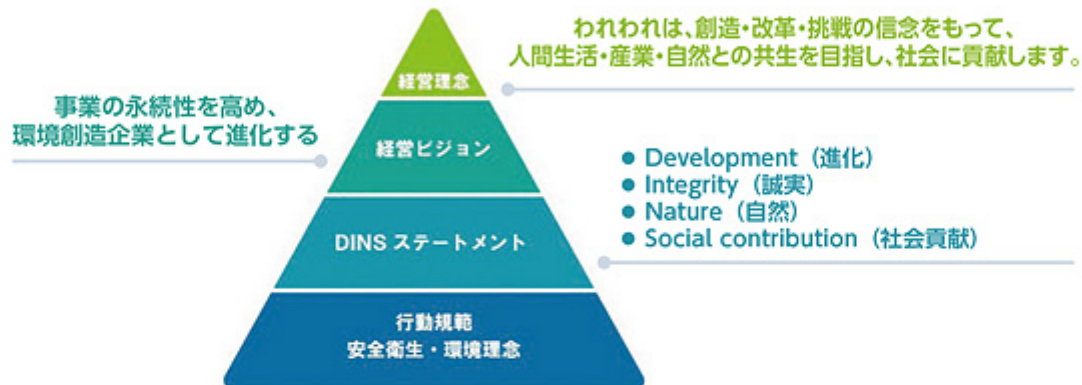 われわれは、創造・改革・挑戦の信念をもって、
人間生活・産業・自然との共生を目指し、社会に貢献します。
経営理念
事業の永続性を高め、
環境創造企業として進化する
経営ビジョン
● Development（進化）
● Integrity（誠実）
● Nature（自然）
● Social contribution（社会貢献）
DINS ステートメント
行動規範
安全衛生・環境理念